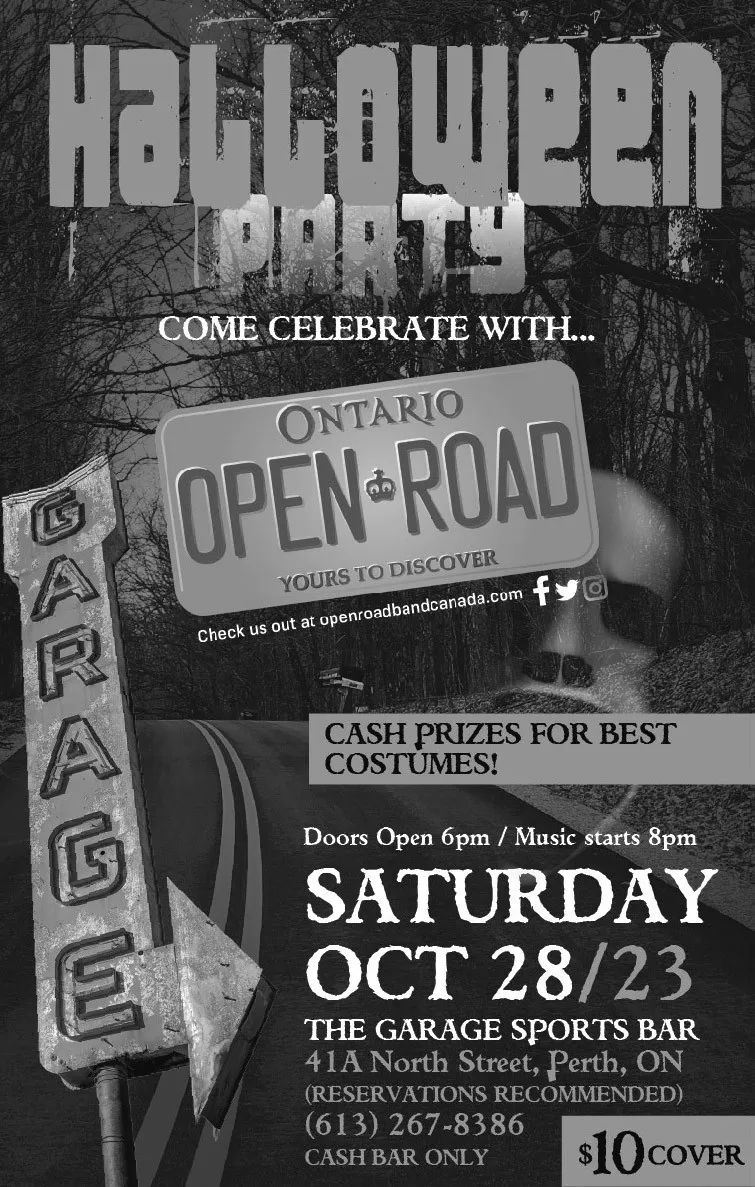 Halloween
PARTY
COME CELEBRATE WITH...
ONTARIO
OPEN ROAD
YOURS TO DISCOVER
Check us out at openroadbandcanada.com
GARAGE
CASH PRIZES FOR BEST
COSTUMES!
Doors Open 6pm / Music starts 8pm
SATURDAY
OCT 28/23
THE GARAGE SPORTS BAR
41A North Street, Perth, ON
(RESERVATIONS RECOMMENDED)
(613) 267-8386
CASH BAR ONLY
$10 COVER